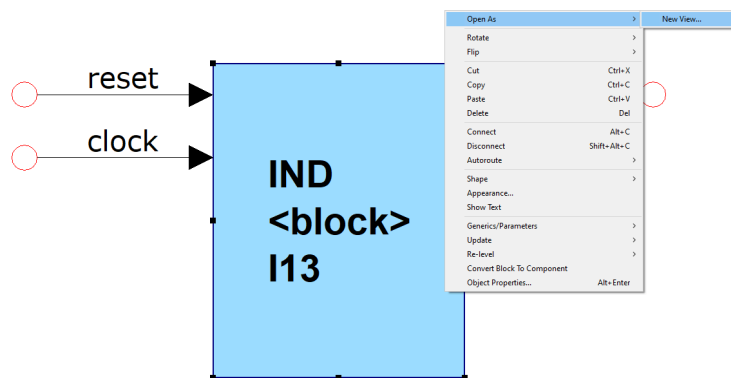 reset
clock
IND
<block>
I13
Open As > New View...
Rotate >
Flip >
Cut Ctrl+X
Copy Ctrl+C
Paste Ctrl+V
Delete Del
Connect Alt+C
Disconnect Shift+Alt+C
Autoroute >
Shape >
Appearance...
Show Text
Generics/Parameters >
Update >
Re-level >
Convert Block To Component
Object Properties... Alt+Enter